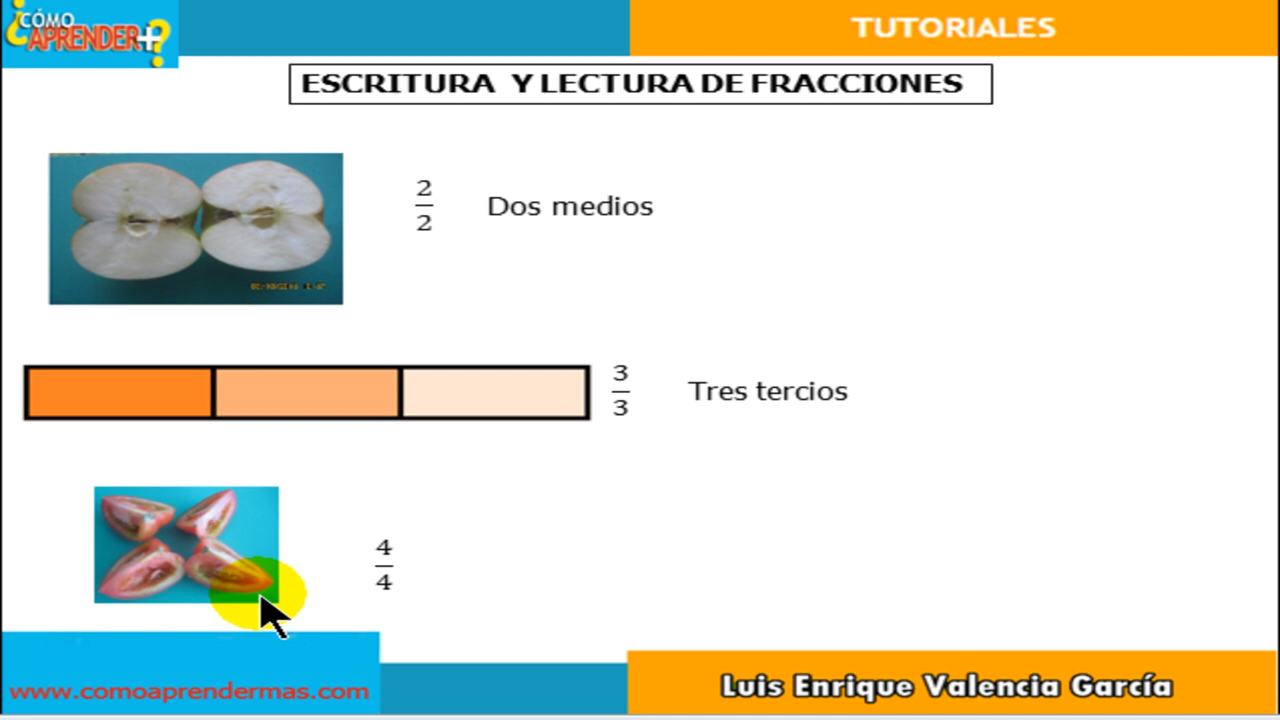 ¿CÓMO
APRENDER+?
TUTORIALES
ESCRITURA Y LECTURA DE FRACCIONES
2
2
Dos medios
3
3
Tres tercios
4
4
www.comoaprendermas.com
Luis Enrique Valencia García